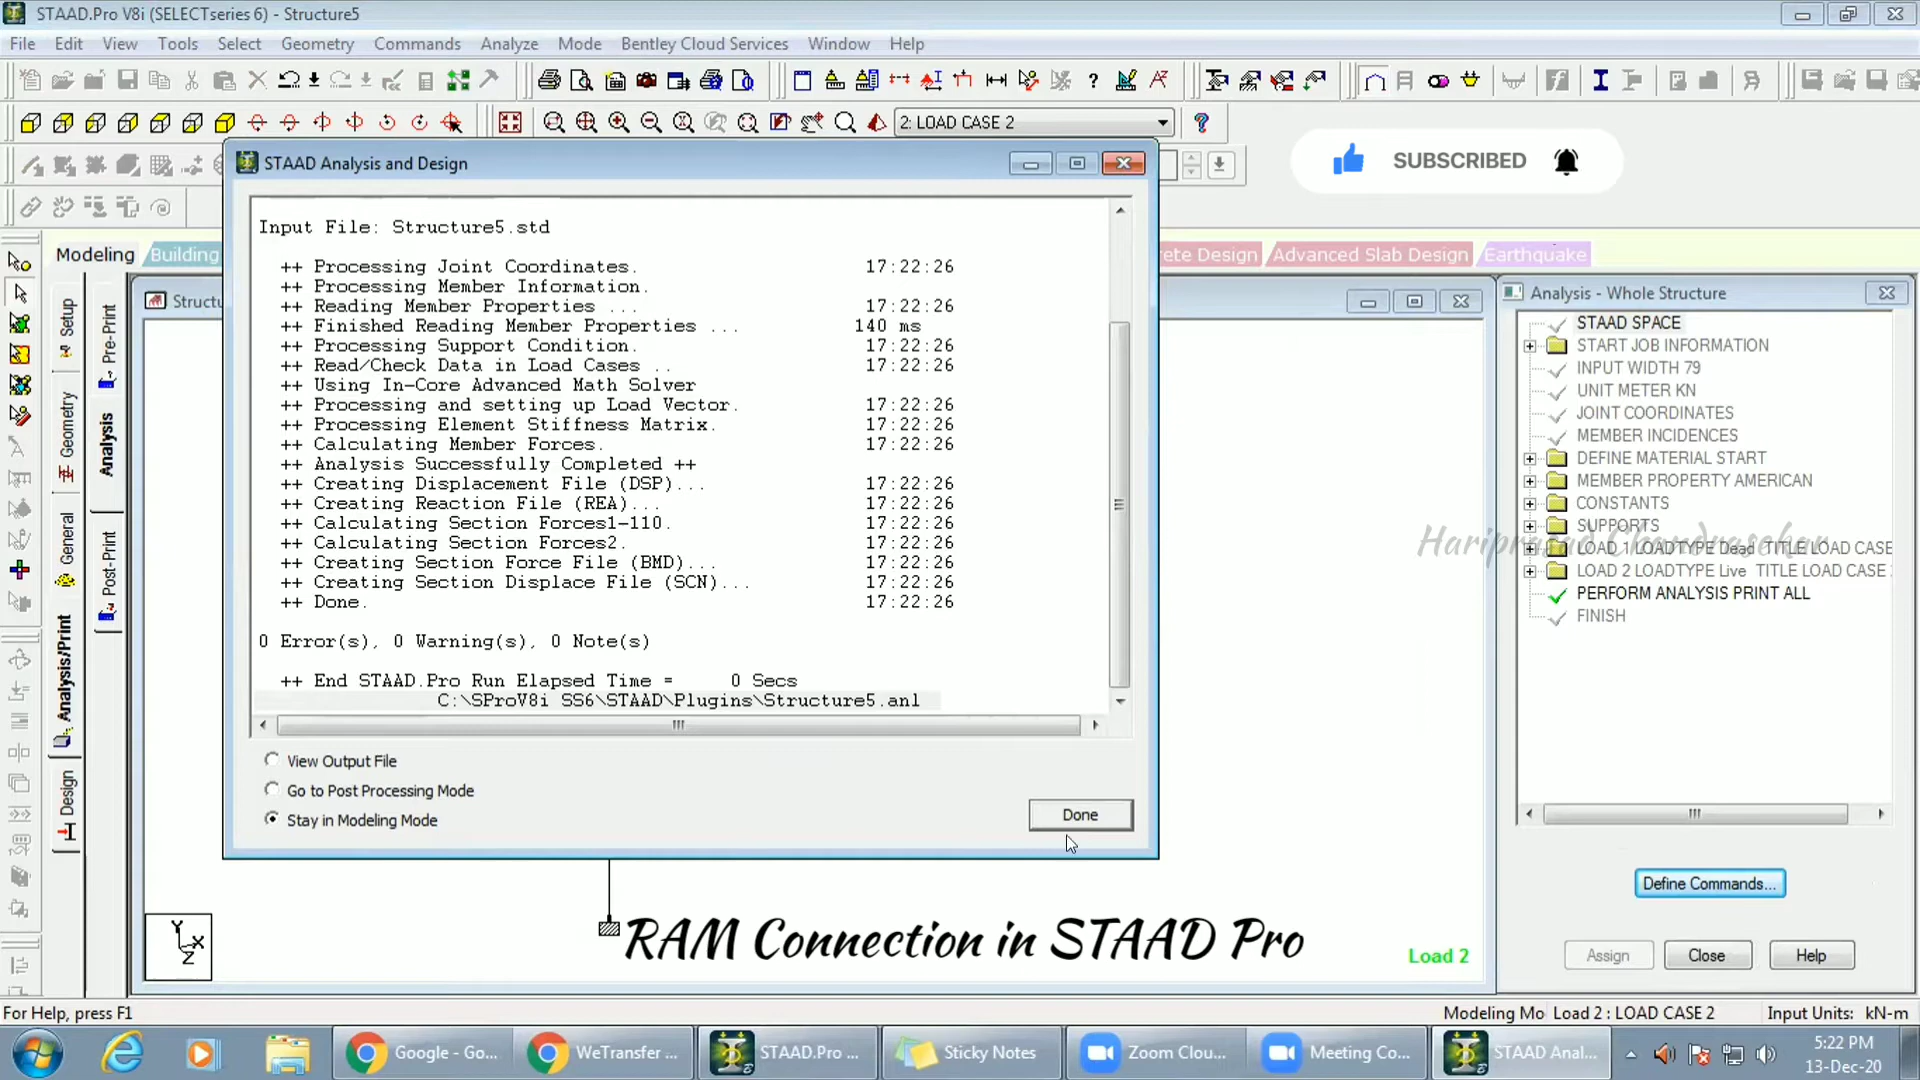 STAAD.Pro V8i (SELECTseries 6) - Structure5
File Edit View Tools Select Geometry Commands Analyze Mode Bentley Cloud Services Window Help
2: LOAD CASE 2
SUBSCRIBED
STAAD Analysis and Design
Modeling
Building
rete Design
Advanced Slab Design
Earthquake
Structu
Input File: Structure5.std
++ Processing Joint Coordinates. 17:22:26
++ Processing Member Information.
++ Reading Member Properties ... 17:22:26
++ Finished Reading Member Properties ... 140 ms
++ Processing Support Condition. 17:22:26
++ Read/Check Data in Load Cases .. 17:22:26
++ Using In-Core Advanced Math Solver
++ Processing and setting up Load Vector. 17:22:26
++ Processing Element Stiffness Matrix. 17:22:26
++ Calculating Member Forces. 17:22:26
++ Analysis Successfully Completed ++
++ Creating Displacement File (DSP)... 17:22:26
++ Creating Reaction File (REA)... 17:22:26
++ Calculating Section Forces1-110. 17:22:26
++ Calculating Section Forces2. 17:22:26
++ Creating Section Force File (BMD)... 17:22:26
++ Creating Section Displace File (SCN)... 17:22:26
++ Done. 17:22:26
0 Error(s), 0 Warning(s), 0 Note(s)
++ End STAAD.Pro Run Elapsed Time = 0 Secs
C:\SProV8i SS6\STAAD\Plugins\Structure5.anl
View Output File
Go to Post Processing Mode
Stay in Modeling Mode
Done
Setup
Geometry
General
Analysis/Print
Design
Pre-Print
Analysis
Post-Print
Analysis - Whole Structure
STAAD SPACE
START JOB INFORMATION
INPUT WIDTH 79
UNIT METER KN
JOINT COORDINATES
MEMBER INCIDENCES
DEFINE MATERIAL START
MEMBER PROPERTY AMERICAN
CONSTANTS
SUPPORTS
LOAD 1 LOADTYPE Dead TITLE LOAD CASE
LOAD 2 LOADTYPE Live TITLE LOAD CASE
PERFORM ANALYSIS PRINT ALL
FINISH
Hariprasad Chandrasekar
Define Commands...
Assign
Close
Help
Y
X
Z
RAM Connection in STAAD Pro
Load 2
For Help, press F1
Modeling Mo Load 2 : LOAD CASE 2 Input Units: kN-m
Google - Go...
WeTransfer ...
STAAD.Pro ...
Sticky Notes
Zoom Clou...
Meeting Co...
STAAD Anal...
5:22 PM
13-Dec-20